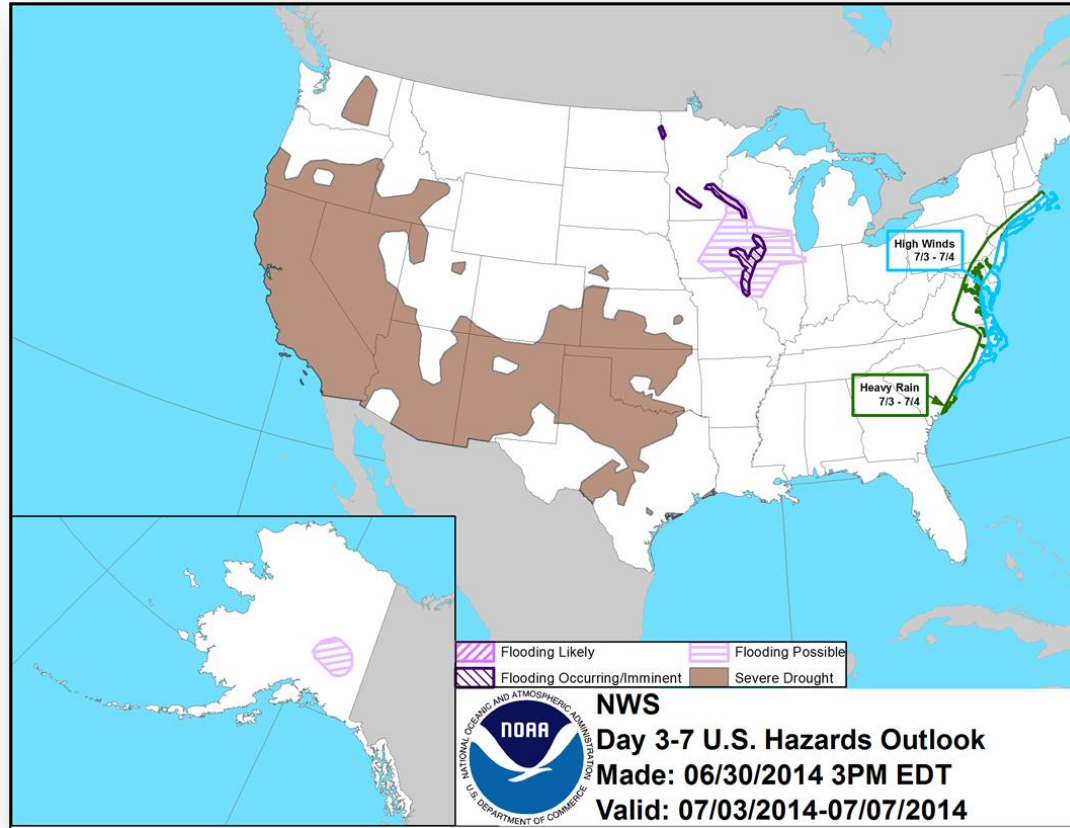 High Winds
7/3 - 7/4
Heavy Rain
7/3 - 7/4
Flooding Likely
Flooding Possible
Flooding Occurring/Imminent
Severe Drought
NATIONAL OCEANIC AND ATMOSPHERIC ADMINISTRATION
NOAA
U.S. DEPARTMENT OF COMMERCE
NWS
Day 3-7 U.S. Hazards Outlook
Made: 06/30/2014 3PM EDT
Valid: 07/03/2014-07/07/2014